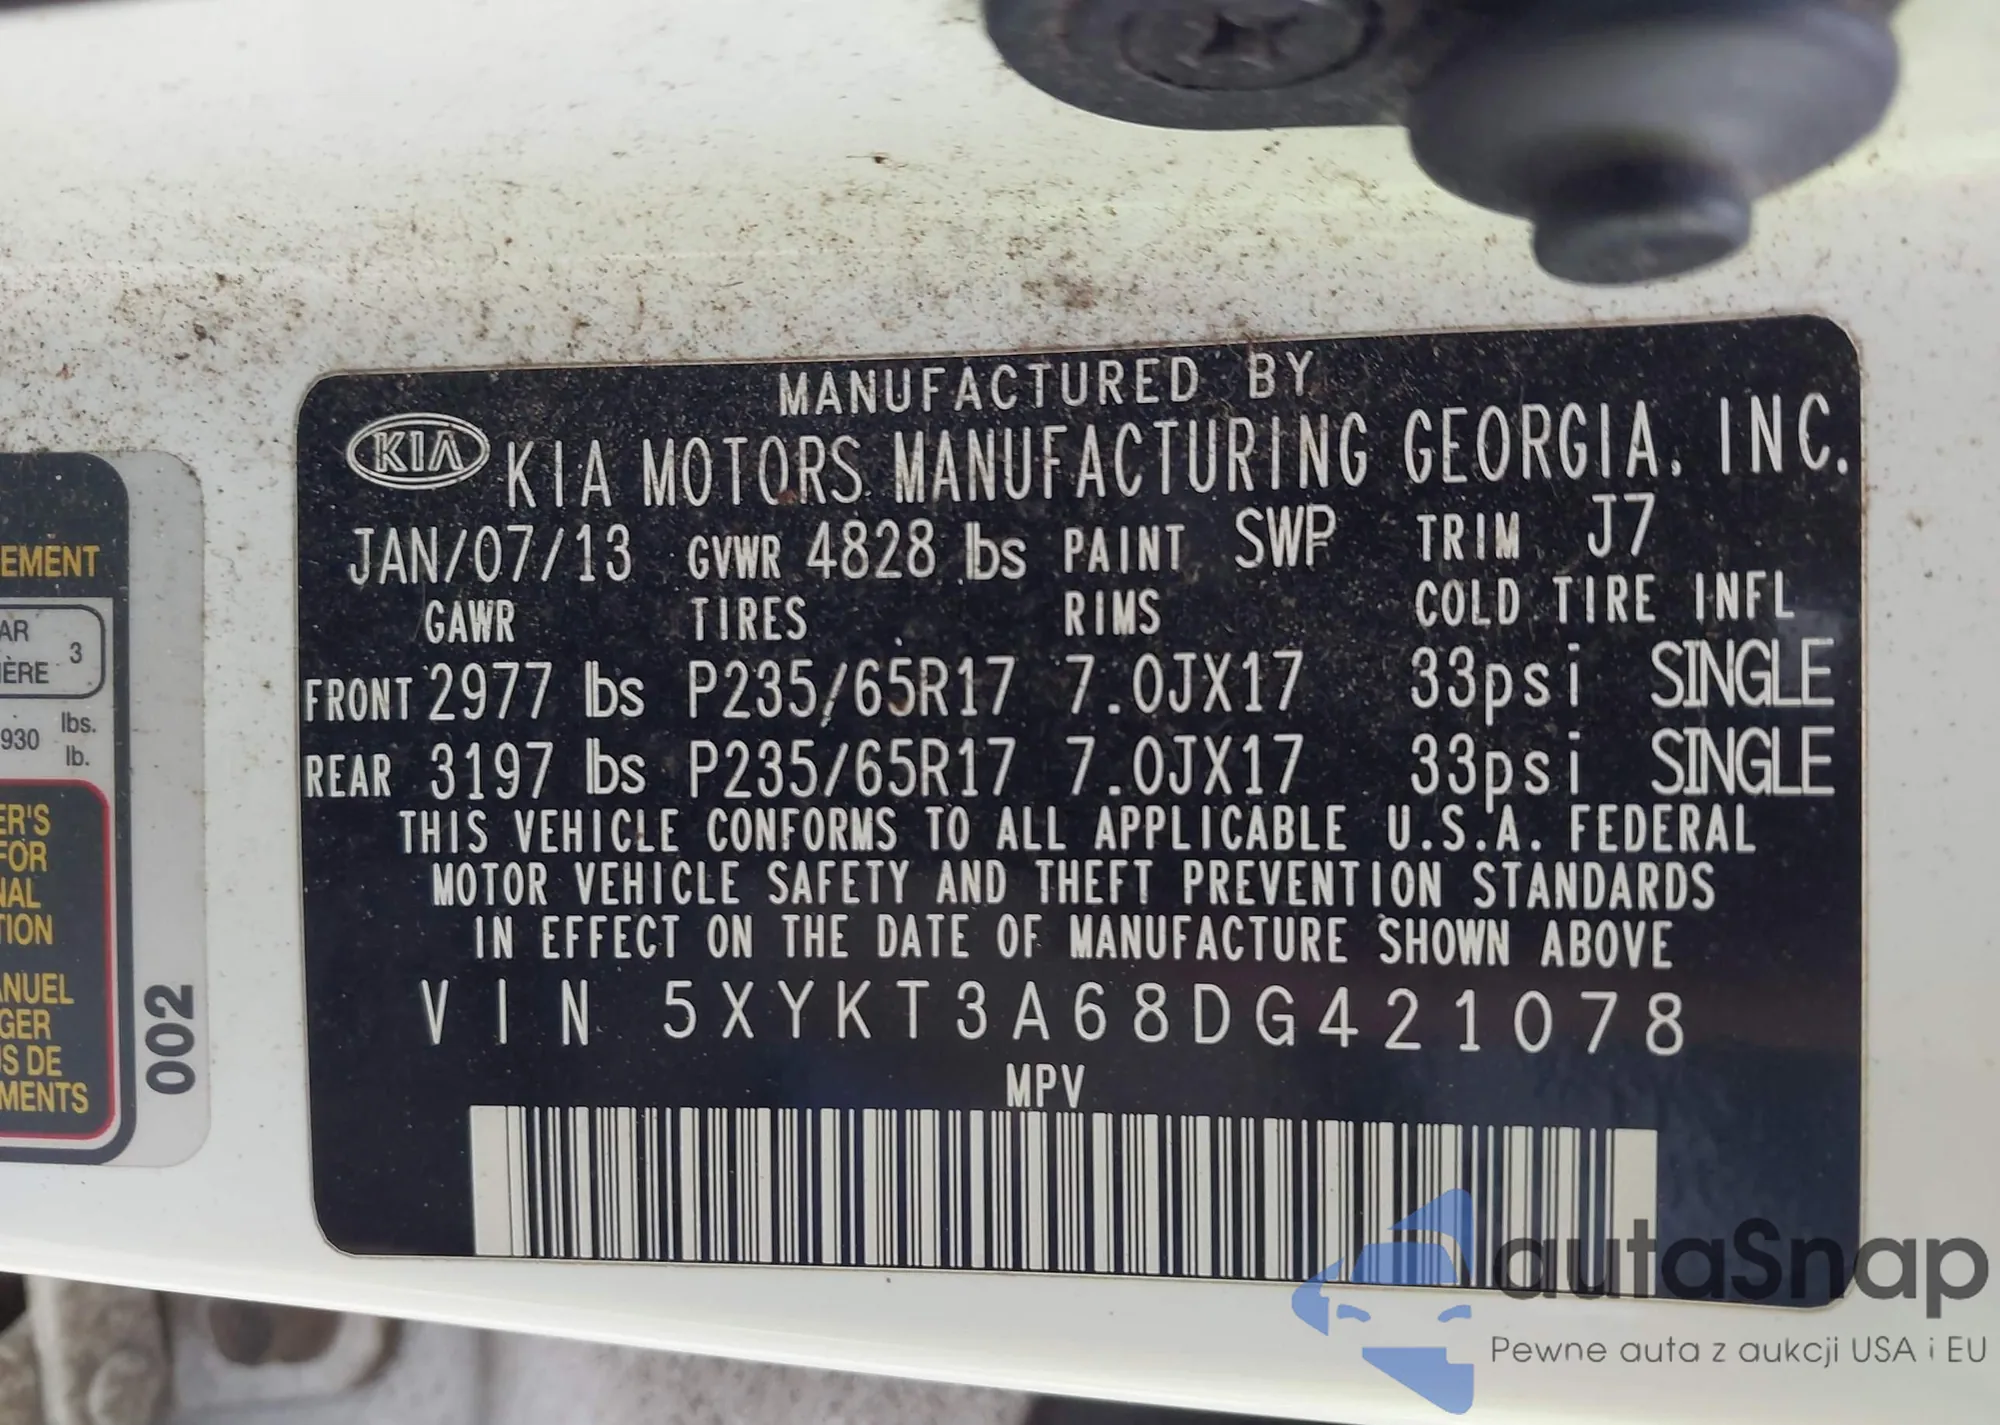 MANUFACTURED BY
KIA KIA MOTORS MANUFACTURING GEORGIA, INC.
JAN/07/13 GVWR 4828 lbs PAINT SWP TRIM J7
GAWR TIRES RIMS COLD TIRE INFL
FRONT 2977 lbs P235/65R17 7.0JX17 33psi SINGLE
REAR 3197 lbs P235/65R17 7.0JX17 33psi SINGLE
THIS VEHICLE CONFORMS TO ALL APPLICABLE U.S.A. FEDERAL
MOTOR VEHICLE SAFETY AND THEFT PREVENTION STANDARDS
IN EFFECT ON THE DATE OF MANUFACTURE SHOWN ABOVE
VIN 5XYKT3A68DG421078
MPV
EMENT
AR 3
IÈRE
930 lbs.
lb.
ER'S
FOR
NAL
TION
ANUEL
GER
US DE
MENTS
002
autaSnap
Pewne auta z aukcji USA i EU